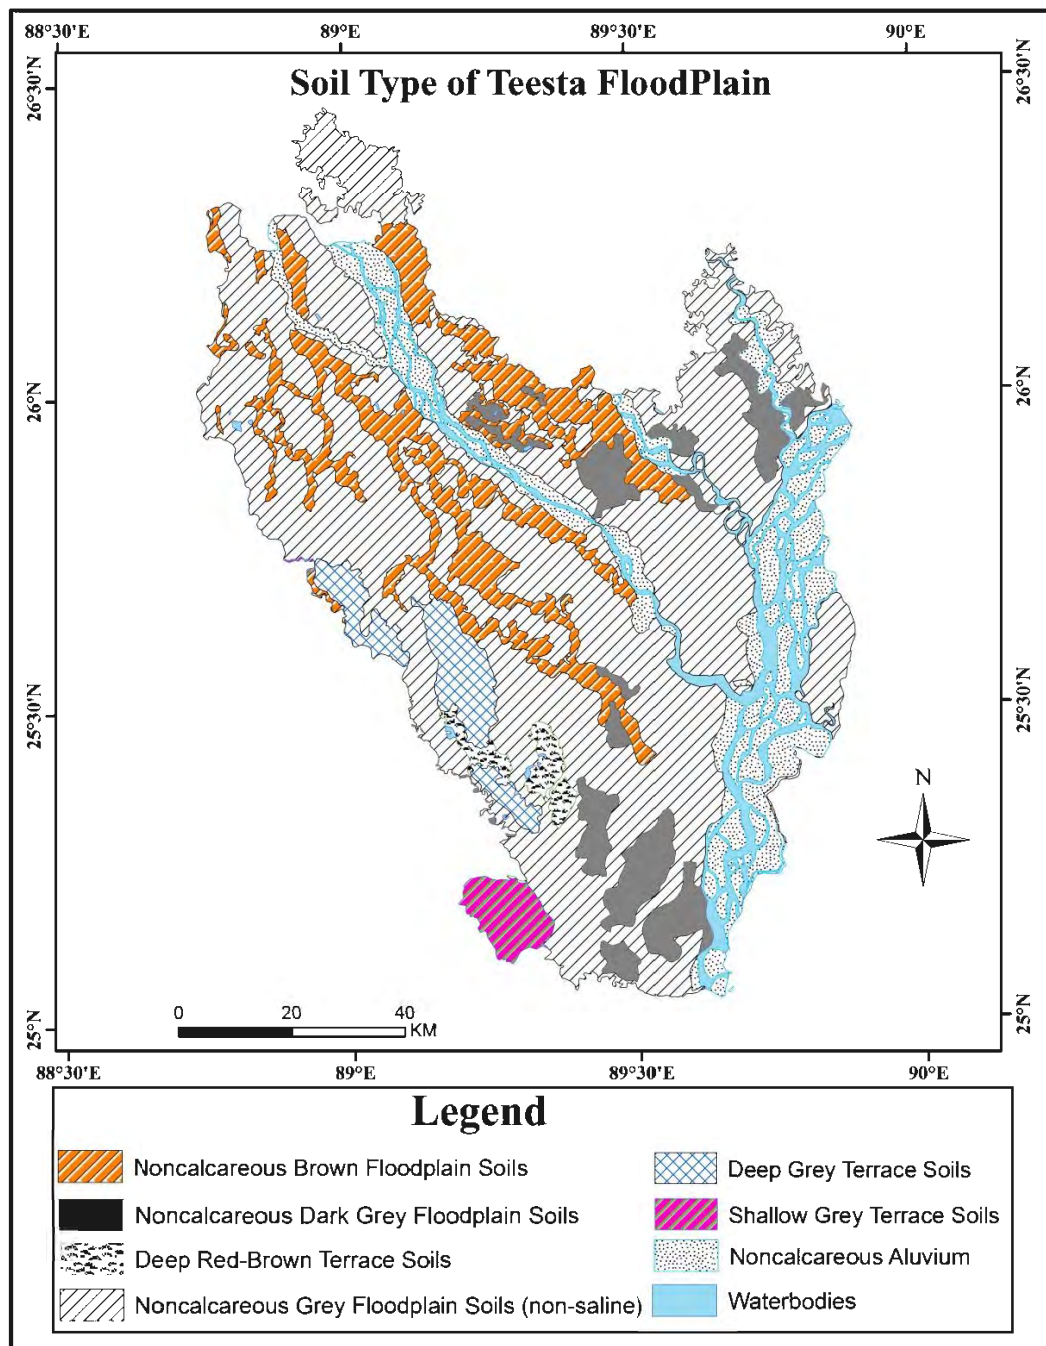 88°30'E 89°E 89°30'E 90°E
Soil Type of Teesta FloodPlain
26°30'N 26°30'N
26°N 26°N
25°30'N 25°30'N
25°N 25°N
N
0 20 40
KM
88°30'E 89°E 89°30'E 90°E
Legend
Noncalcareous Brown Floodplain Soils
Noncalcareous Dark Grey Floodplain Soils
Deep Red-Brown Terrace Soils
Noncalcareous Grey Floodplain Soils (non-saline)
Deep Grey Terrace Soils
Shallow Grey Terrace Soils
Noncalcareous Aluvium
Waterbodies